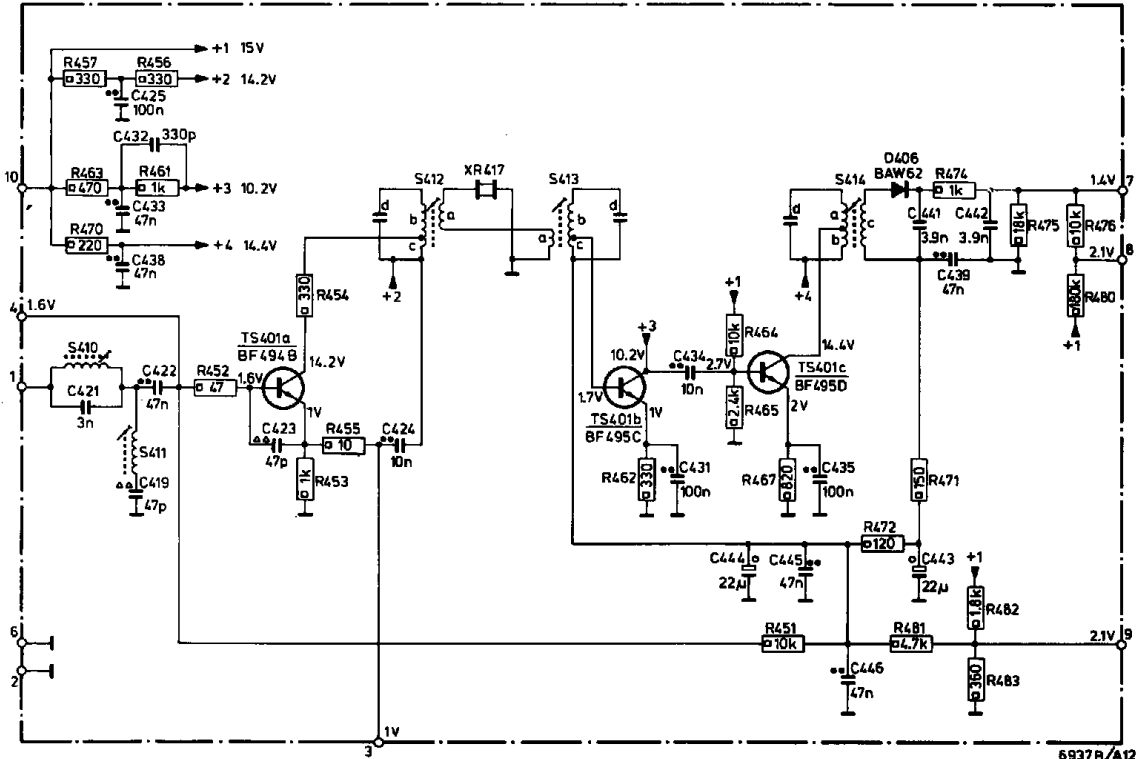 +1 15V
R457 R456
330 330 +2 14.2V
C425
100n
C432 330p
R463 R461
10 470 1k +3 10.2V
C433
47n
R470
220 +4 14.4V
C438
47n
XR417
S412 S413
d b a
c
a b d
c
+2
D406
BAW62 R474
S414 1k
1.4V 7
d a c
b
C441 C442
3.9n 3.9n
18k R475
10k R476
2.1V 8
C439
47n
180k R480
+1
+4
4 1.6V
330 R454
S410
1 C421
3n
C422
47n
R452
47
TS401a
BF494B
1.6V 14.2V
1V
S411
C419
47p
C423
47p
R455
10
C424
10n
1k R453
+3
10.2V
C434
10n
+1
10k R464
2.7V
2.4k R465
TS401c
BF495D
14.4V
2V
1.7V
TS401b
BF495C
1V
R462 330
C431
100n
R467 820
C435
100n
150 R471
R472
120
C444
22µ
C445
47n
C443
22µ
+1
1.8k R482
R451
10k
R481
4.7k
2.1V 9
C446
47n
360 R483
6
2
1V
3
6937B/A12